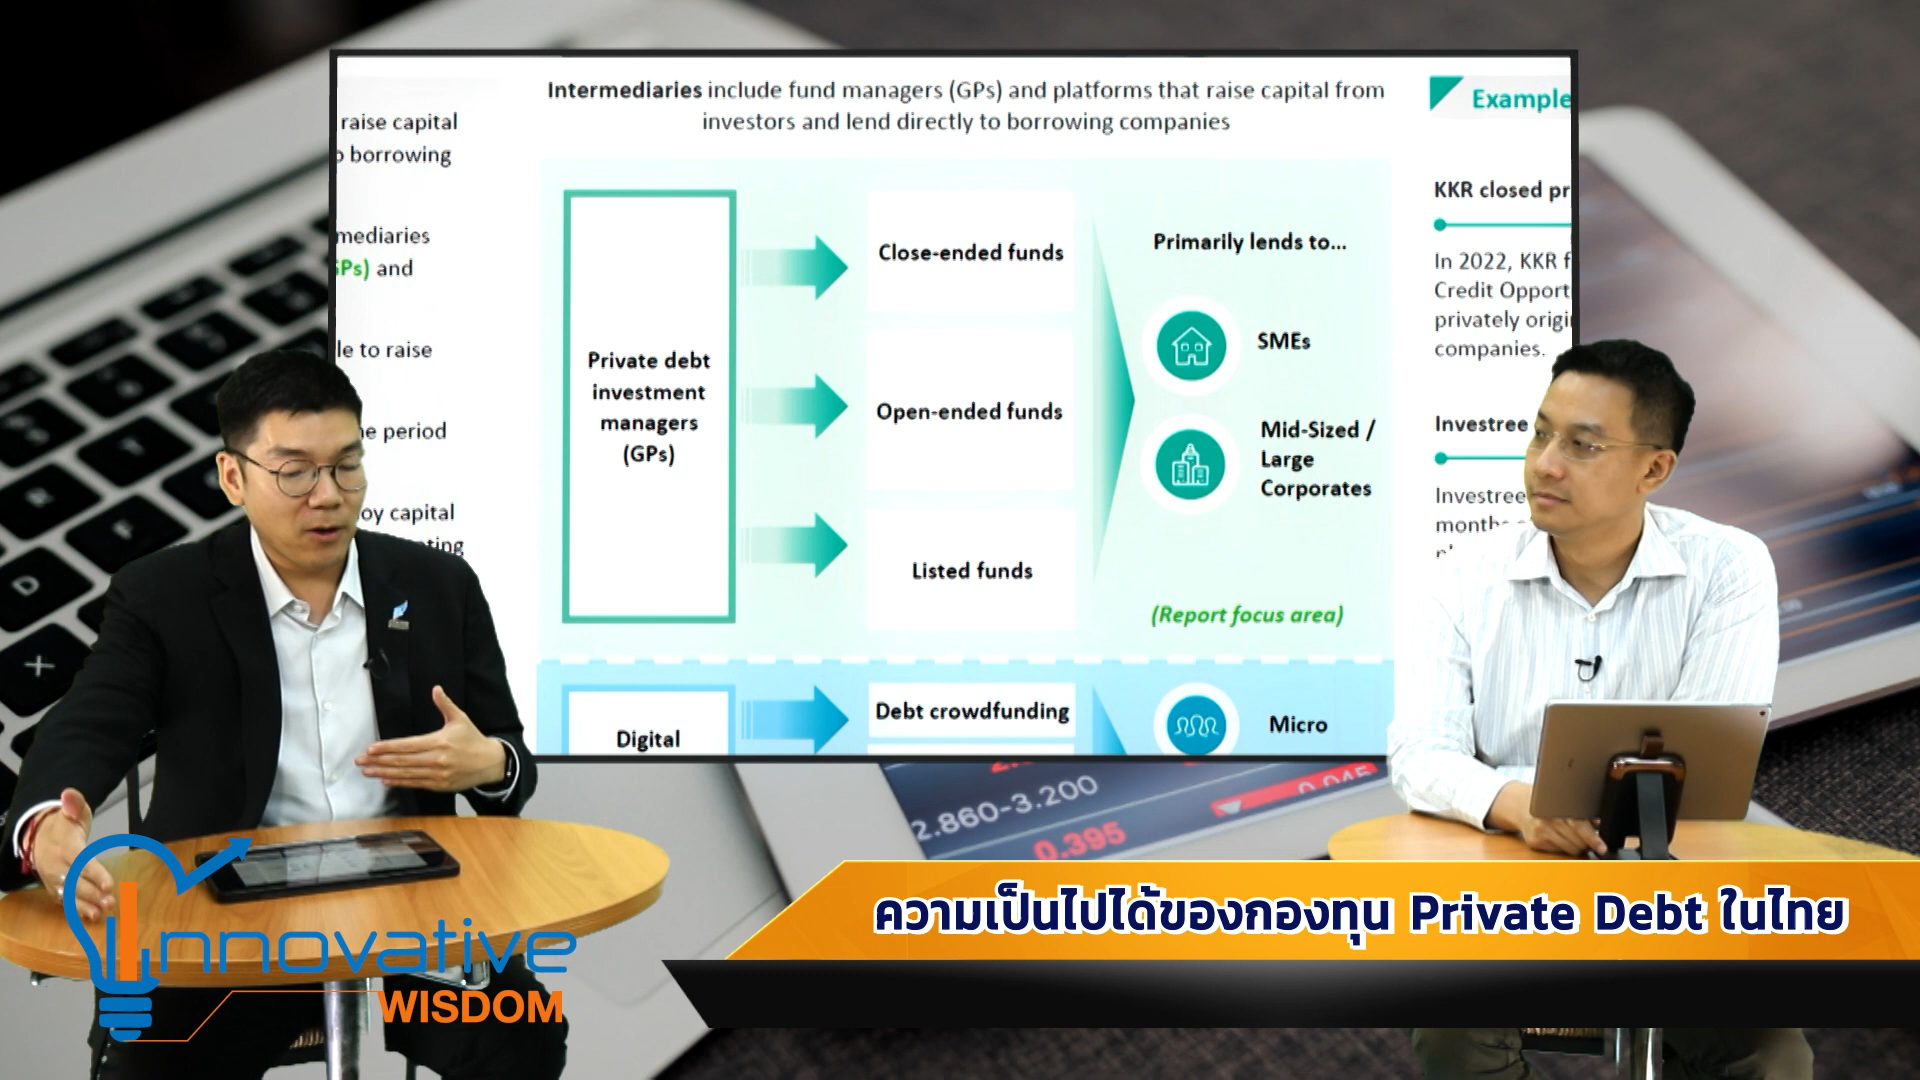 Intermediaries include fund managers (GPs) and platforms that raise capital from
investors and lend directly to borrowing companies
raise capital
borrowing
mediaries
and
le to raise
period
oy capital
Private debt
investment
managers
(GPs)
Close-ended funds
Open-ended funds
Listed funds
Primarily lends to...
SMEs
Mid-Sized /
Large
Corporates
(Report focus area)
Digital
Debt crowdfunding
Micro
Example
KKR closed pr
In 2022, KKR f
Credit Opport
privately origi
companies.
Investree
Investree
month
D
R
F
+
2.860-3.200
0.395
0.045
Innovative
WISDOM
ความเป็นไปได้ของกองทุน Private Debt ในไทย